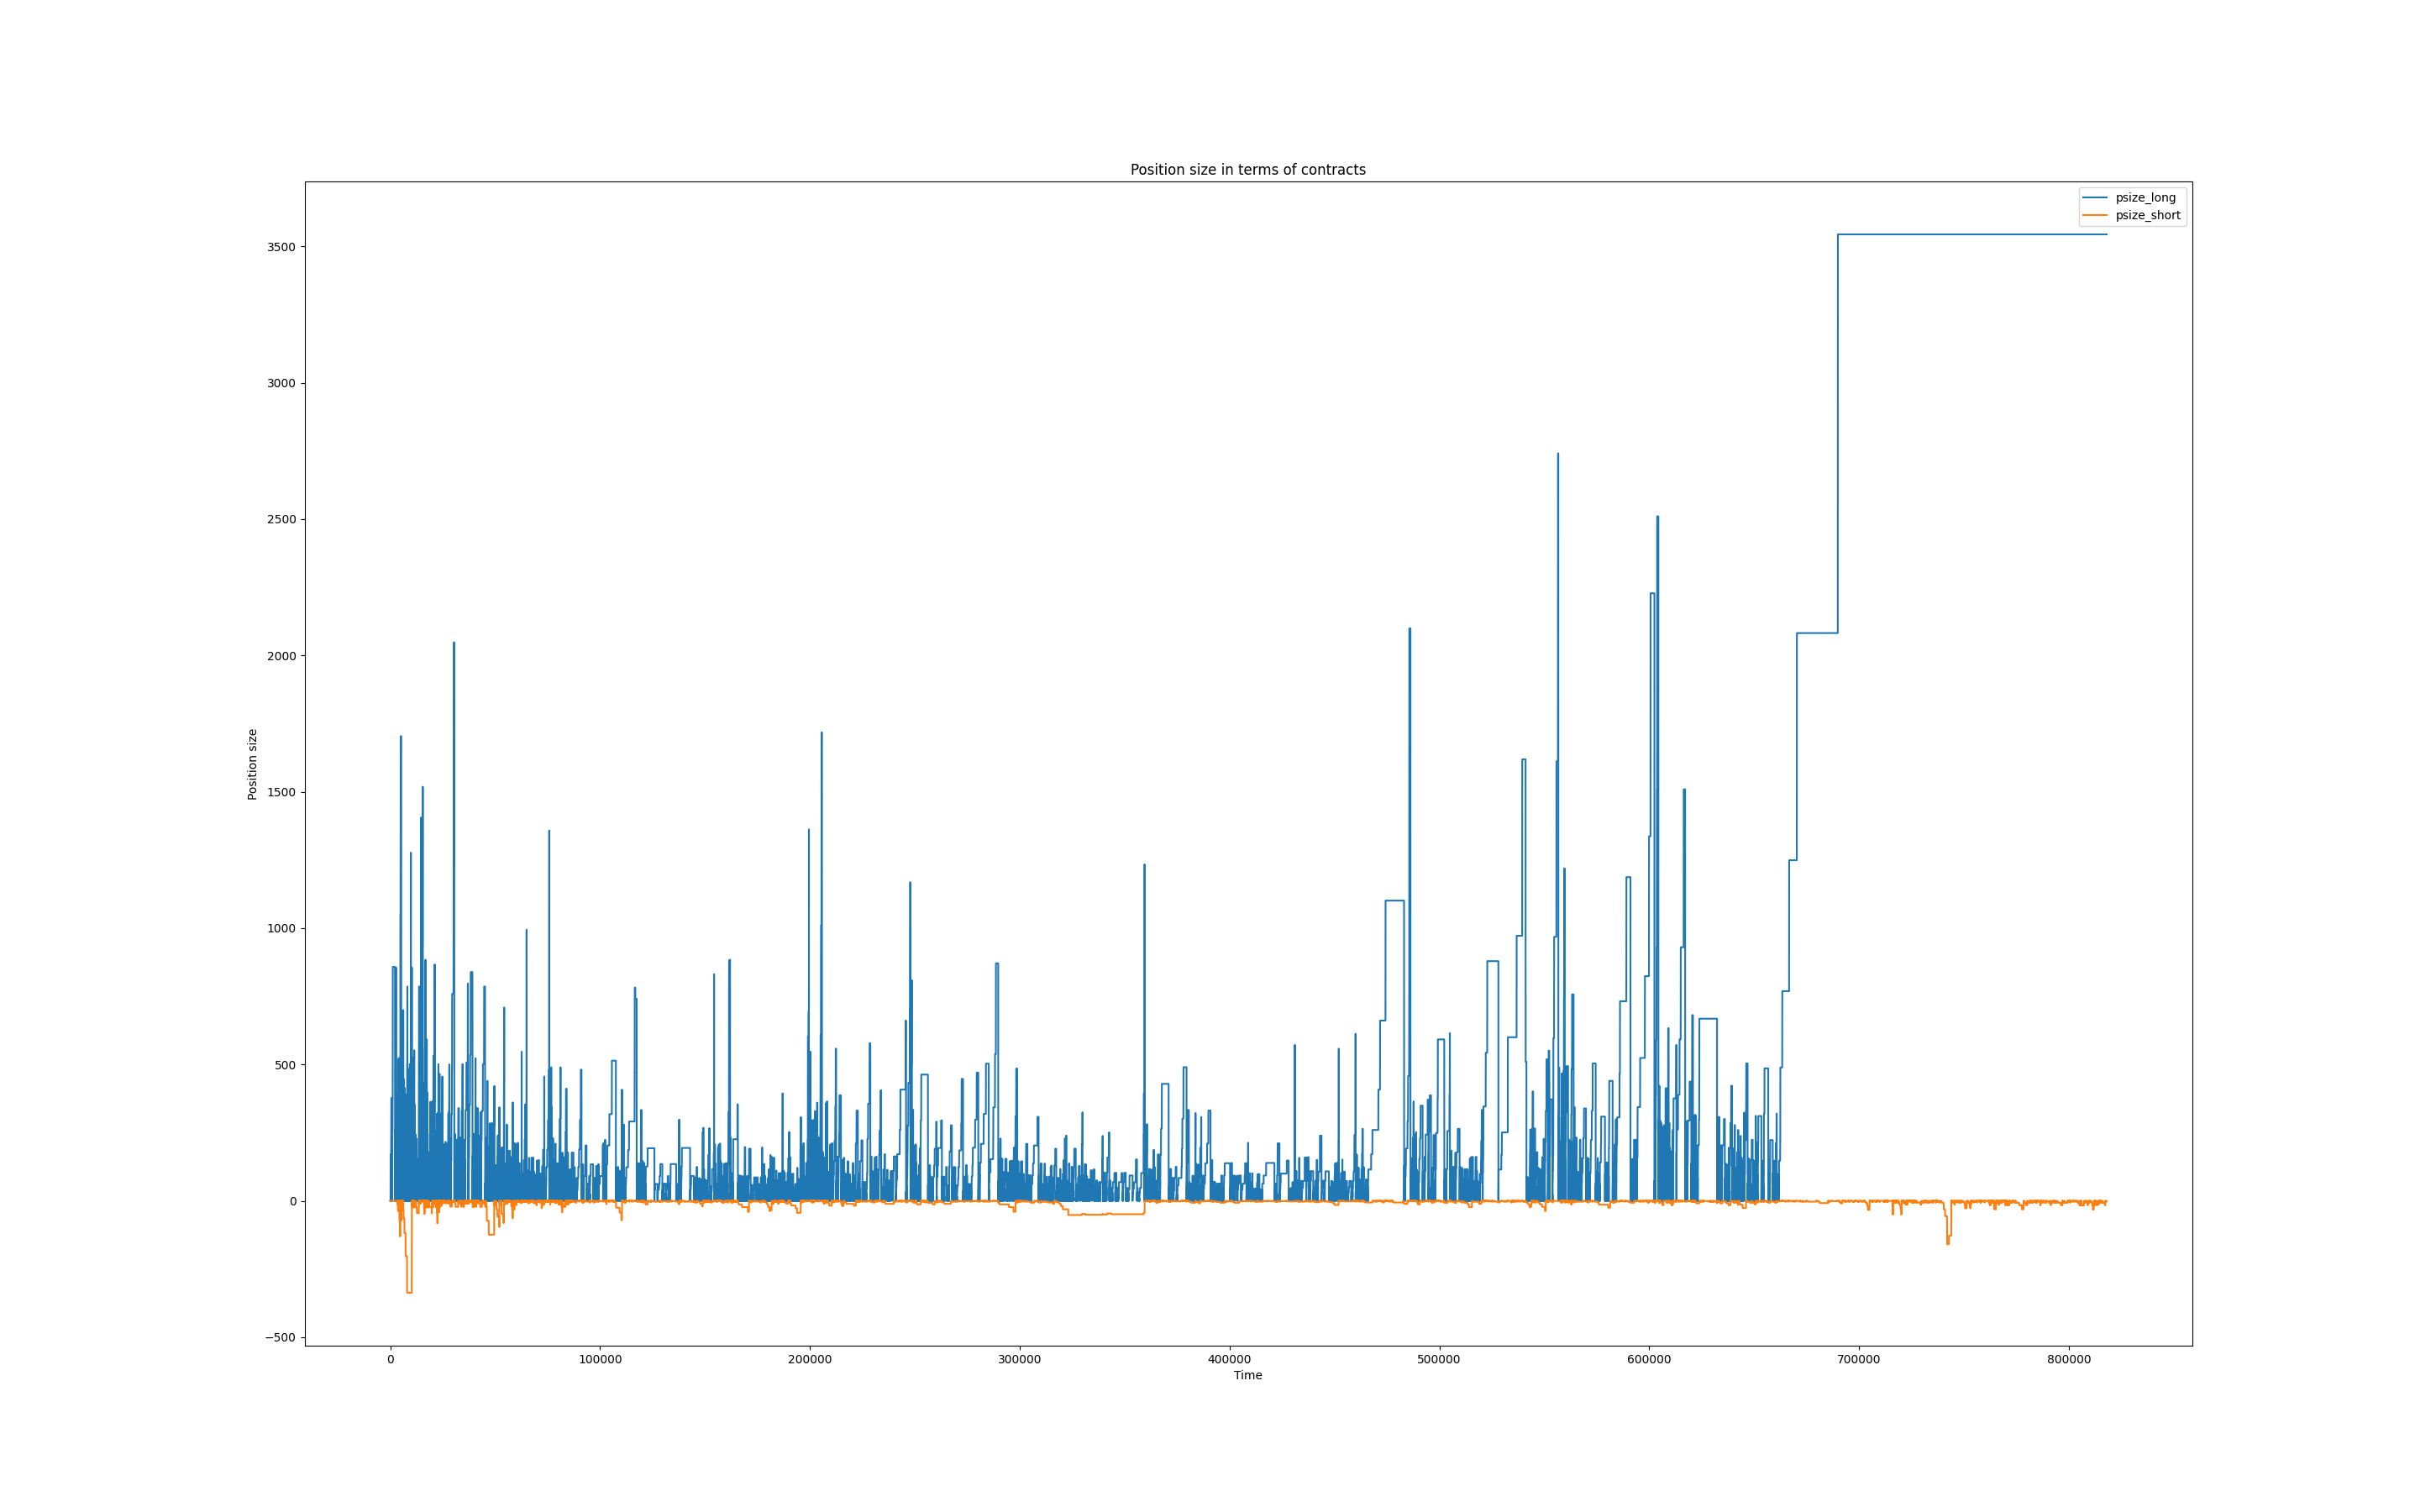 Position size in terms of contracts
psize_long
psize_short
3500
3000
2500
2000
1500
1000
500
0
−500
Position size
0 100000 200000 300000 400000 500000 600000 700000 800000
Time